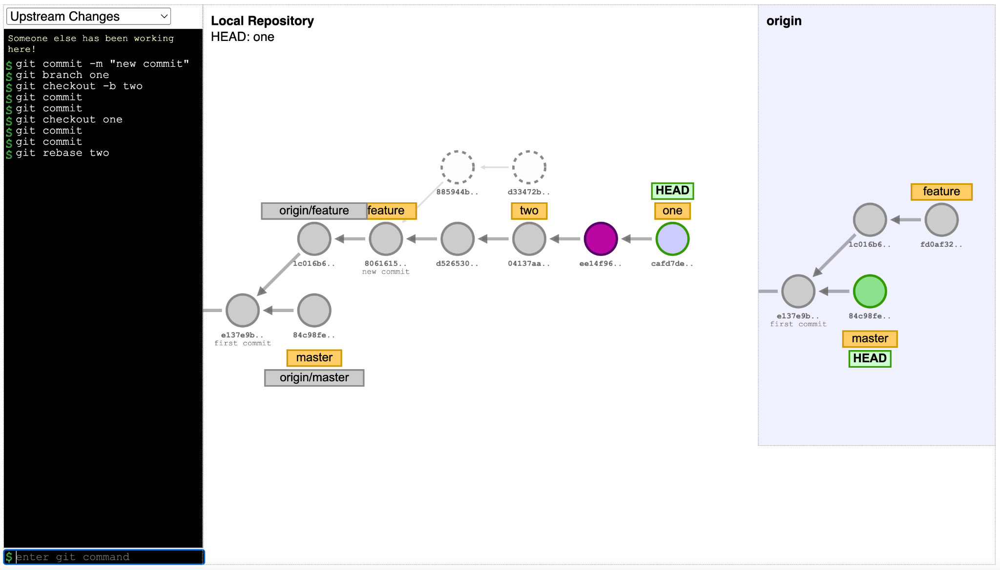 Upstream Changes
Someone else has been working
here!
$ git commit -m "new commit"
$ git branch one
$ git checkout -b two
$ git commit
$ git commit
$ git checkout one
$ git commit
$ git commit
$ git rebase two
$ enter git command
Local Repository
HEAD: one
885944b..
d33472b..
HEAD
origin/feature
feature
two
one
1c016b6..
8061615..
new commit
d526530..
04137aa..
ee14f96..
cafd7de..
e137e9b..
first commit
84c98fe..
master
origin/master
origin
feature
1c016b6..
fd0af32..
e137e9b..
first commit
84c98fe..
master
HEAD